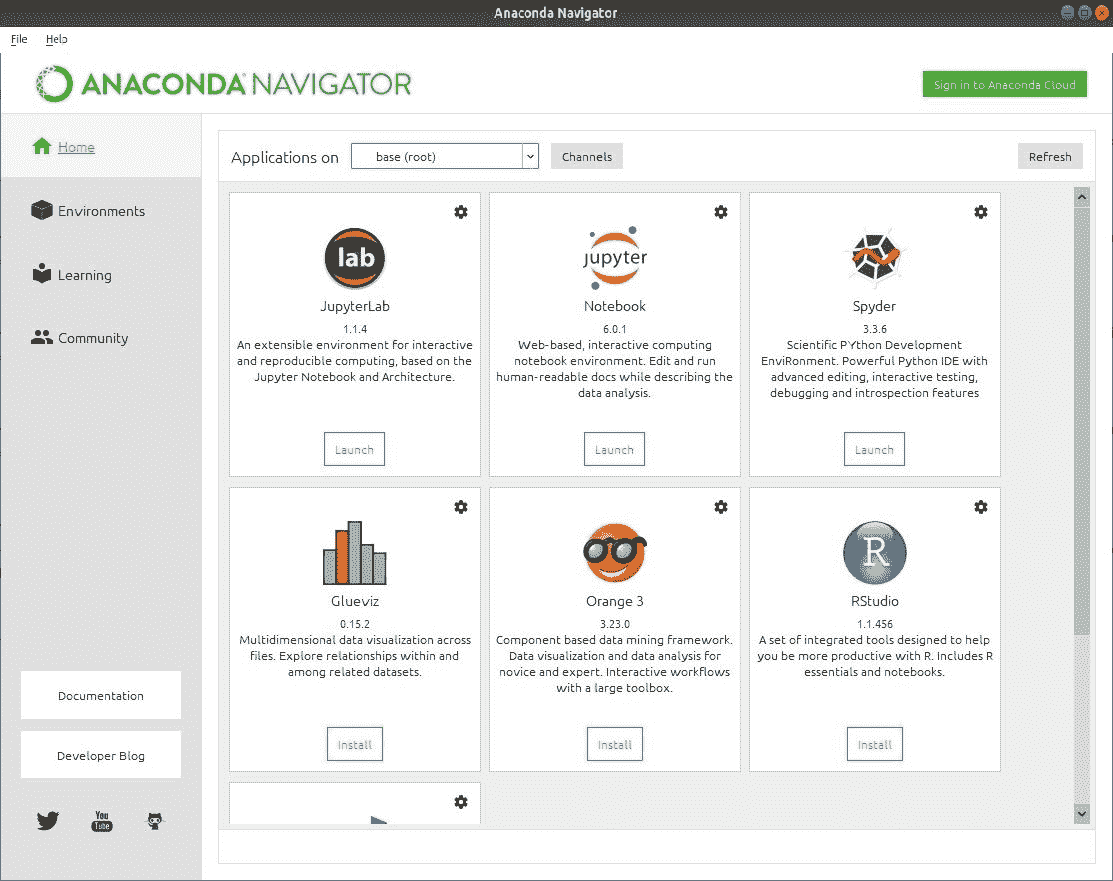 Anaconda Navigator
File Help
ANACONDA NAVIGATOR
Sign in to Anaconda Cloud
Home
Environments
Learning
Community
Documentation
Developer Blog
You
Tube
Applications on base (root) Channels Refresh
lab
JupyterLab
1.1.4
An extensible environment for interactive
and reproducible computing, based on the
Jupyter Notebook and Architecture.
Launch
jupyter
Notebook
6.0.1
Web-based, interactive computing
notebook environment. Edit and run
human-readable docs while describing the
data analysis.
Launch
Spyder
3.3.6
Scientific PYthon Development
EnviRonment. Powerful Python IDE with
advanced editing, interactive testing,
debugging and introspection features
Launch
Glueviz
0.15.2
Multidimensional data visualization across
files. Explore relationships within and
among related datasets.
Install
Orange 3
3.23.0
Component based data mining framework.
Data visualization and data analysis for
novice and expert. Interactive workflows
with a large toolbox.
Install
R
RStudio
1.1.456
A set of integrated tools designed to help
you be more productive with R. Includes R
essentials and notebooks.
Install